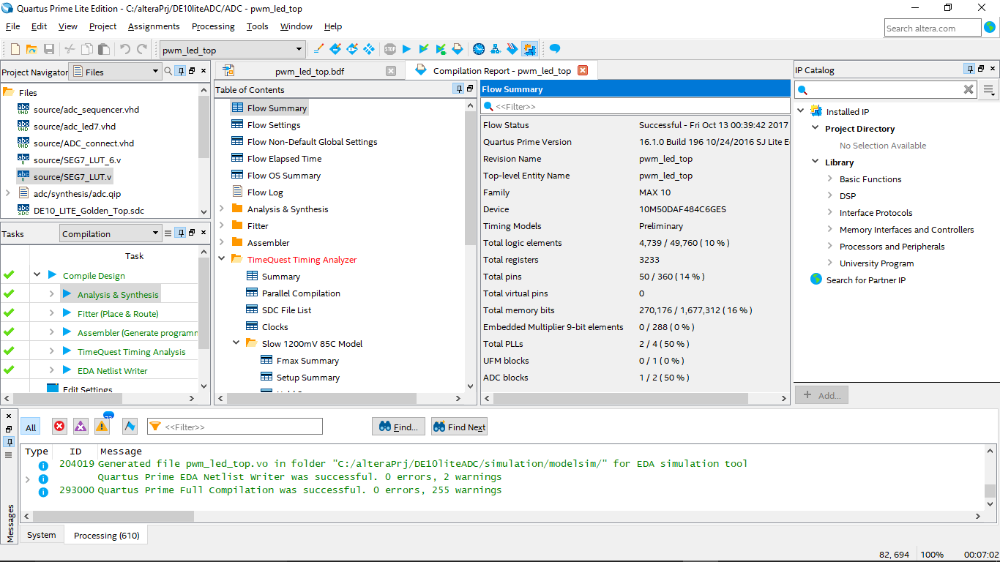 Quartus Prime Lite Edition - C:/alteraPrj/DE10liteADC/ADC - pwm_led_top
File Edit View Project Assignments Processing Tools Window Help
Search altera.com
pwm_led_top
STOP
Project Navigator Files
Files
source/adc_sequencer.vhd
source/adc_led7.vhd
source/ADC_connect.vhd
source/SEG7_LUT_6.v
source/SEG7_LUT.v
adc/synthesis/adc.qip
DE10_LITE_Golden_Top.sdc
Tasks Compilation
Task
Compile Design
Analysis & Synthesis
Fitter (Place & Route)
Assembler (Generate programm
TimeQuest Timing Analysis
EDA Netlist Writer
Edit Settings
pwm_led_top.bdf
Compilation Report - pwm_led_top
Table of Contents
Flow Summary
Flow Settings
Flow Non-Default Global Settings
Flow Elapsed Time
Flow OS Summary
Flow Log
Analysis & Synthesis
Fitter
Assembler
TimeQuest Timing Analyzer
Summary
Parallel Compilation
SDC File List
Clocks
Slow 1200mV 85C Model
Fmax Summary
Setup Summary
Flow Summary
<<Filter>>
Flow Status Successful - Fri Oct 13 00:39:42 2017
Quartus Prime Version 16.1.0 Build 196 10/24/2016 SJ Lite E
Revision Name pwm_led_top
Top-level Entity Name pwm_led_top
Family MAX 10
Device 10M50DAF484C6GES
Timing Models Preliminary
Total logic elements 4,739 / 49,760 ( 10 % )
Total registers 3233
Total pins 50 / 360 ( 14 % )
Total virtual pins 0
Total memory bits 270,176 / 1,677,312 ( 16 % )
Embedded Multiplier 9-bit elements 0 / 288 ( 0 % )
Total PLLs 2 / 4 ( 50 % )
UFM blocks 0 / 1 ( 0 % )
ADC blocks 1 / 2 ( 50 % )
IP Catalog
Installed IP
Project Directory
No Selection Available
Library
Basic Functions
DSP
Interface Protocols
Memory Interfaces and Controllers
Processors and Peripherals
University Program
Search for Partner IP
+ Add...
All <<Filter>> Find... Find Next
Type ID Message
204019 Generated file pwm_led_top.vo in folder "C:/alteraPrj/DE10liteADC/simulation/modelsim/" for EDA simulation tool
Quartus Prime EDA Netlist Writer was successful. 0 errors, 2 warnings
293000 Quartus Prime Full Compilation was successful. 0 errors, 255 warnings
Messages
System Processing (610)
82, 694 100% 00:07:02